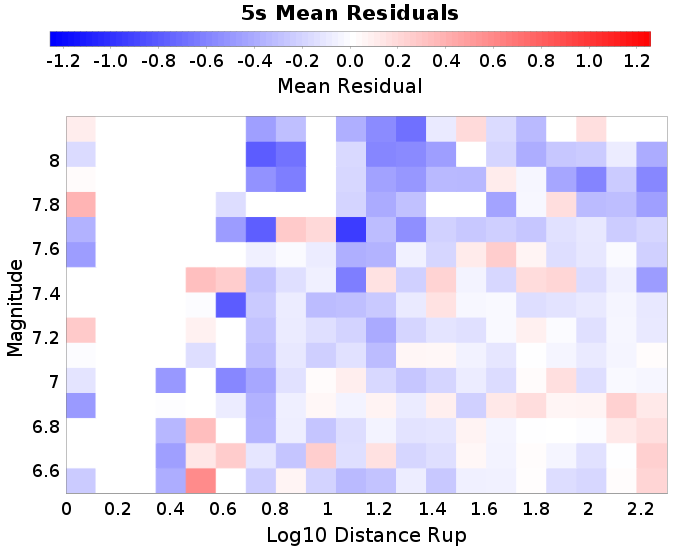 5s Mean Residuals
-1.2 -1.0 -0.8 -0.6 -0.4 -0.2 0.0 0.2 0.4 0.6 0.8 1.0 1.2
Mean Residual
Magnitude
8
7.8
7.6
7.4
7.2
7
6.8
6.6
0 0.2 0.4 0.6 0.8 1 1.2 1.4 1.6 1.8 2 2.2
Log10 Distance Rup